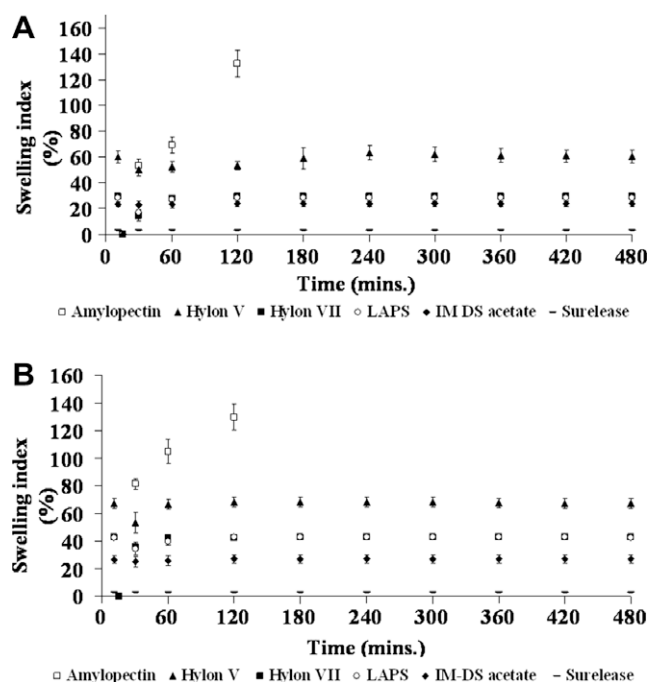 A
Swelling index
(%)
160
140
120
100
80
60
40
20
0
0 60 120 180 240 300 360 420 480
Time (mins.)
□ Amylopectin ▲ Hylon V ■ Hylon VII ○ LAPS ◆ IM DS acetate – Surelease
B
Swelling index
(%)
160
140
120
100
80
60
40
20
0
0 60 120 180 240 300 360 420 480
Time (mins.)
□ Amylopectin ▲ Hylon V ■ Hylon VII ○ LAPS ◆ IM-DS acetate – Surelease